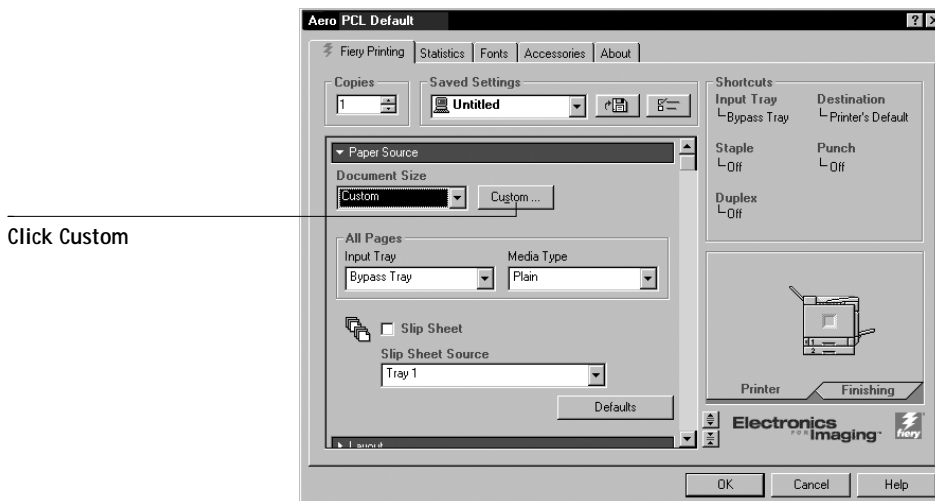 Aero PCL Default
Fiery Printing Statistics Fonts Accessories About
Copies
1
Saved Settings
Untitled
Paper Source
Document Size
Custom
Custom ...
Click Custom
All Pages
Input Tray Media Type
Bypass Tray Plain
Slip Sheet
Slip Sheet Source
Tray 1
Defaults
Layout
Shortcuts
Input Tray Destination
Bypass Tray Printer's Default
Staple Punch
Off Off
Duplex
Off
1
2
Printer Finishing
Electronics
FOR Imaging
fiery
OK Cancel Help